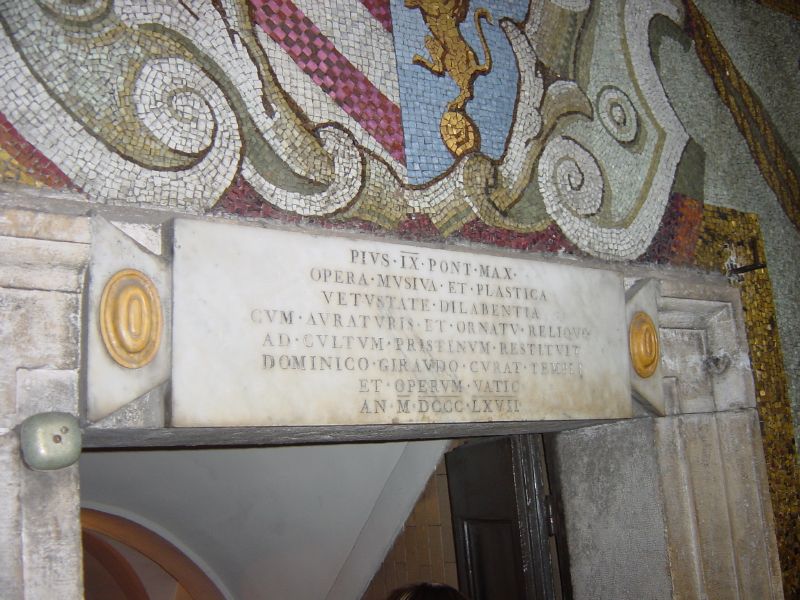 PIVS · IX · PONT · MAX ·
OPERA · MVSIVA · ET · PLASTICA
VETVSTATE · DILABENTIA
CVM · AVRATVRIS · ET · ORNATV · RELIQVO
AD · CVLTVM · PRISTINVM · RESTITVIT
DOMINICO · GIRAVDO · CVRAT · TEMPLI
ET · OPERVM · VATIC ·
AN · M · DCCC · LXVII ·